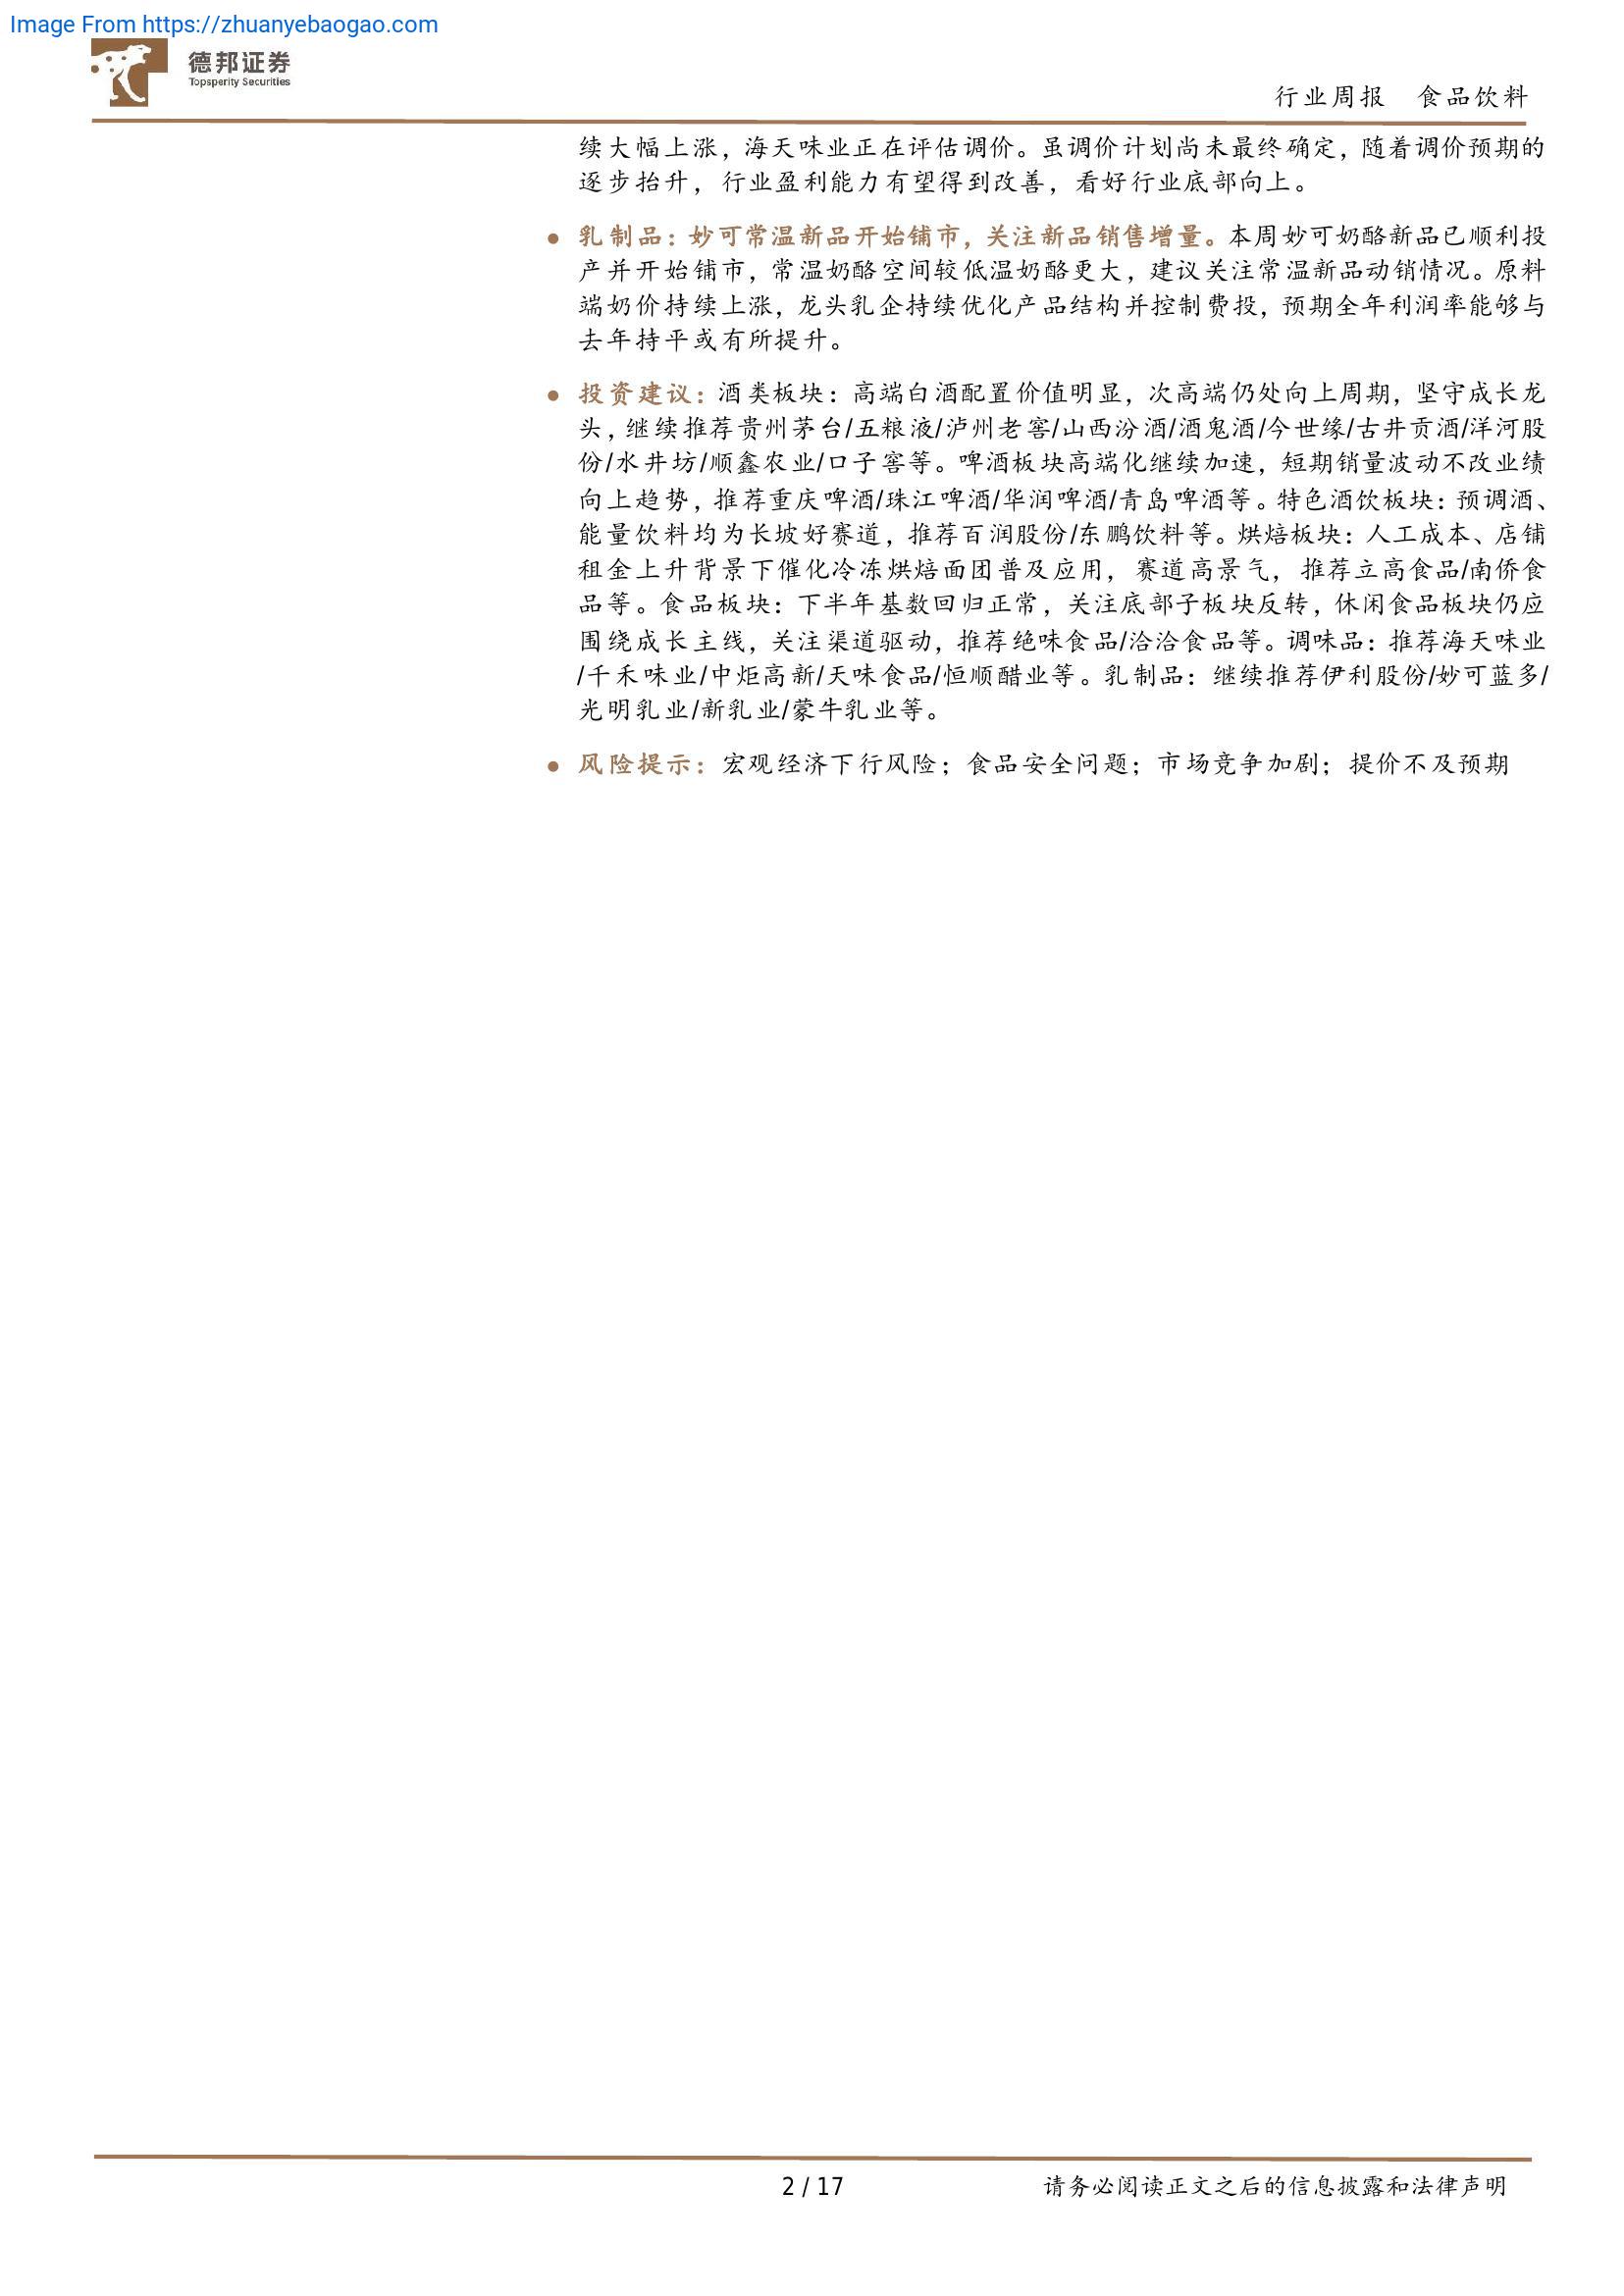 Image From https://zhuanyebaogao.com
德邦证券
Topsperity Securities
行业周报 食品饮料
续大幅上涨，海天味业正在评估调价。虽调价计划尚未最终确定，随着调价预期的
逐步抬升，行业盈利能力有望得到改善，看好行业底部向上。
● 乳制品：妙可常温新品开始铺市，关注新品销售增量。本周妙可奶酪新品已顺利投
产并开始铺市，常温奶酪空间较低温奶酪更大，建议关注常温新品动销情况。原料
端奶价持续上涨，龙头乳企持续优化产品结构并控制费投，预期全年利润率能够与
去年持平或有所提升。
● 投资建议：酒类板块：高端白酒配置价值明显，次高端仍处向上周期，坚守成长龙
头，继续推荐贵州茅台/五粮液/泸州老窖/山西汾酒/酒鬼酒/今世缘/古井贡酒/洋河股
份/水井坊/顺鑫农业/口子窖等。啤酒板块高端化继续加速，短期销量波动不改业绩
向上趋势，推荐重庆啤酒/珠江啤酒/华润啤酒/青岛啤酒等。特色酒饮板块：预调酒、
能量饮料均为长坡好赛道，推荐百润股份/东鹏饮料等。烘焙板块：人工成本、店铺
租金上升背景下催化冷冻烘焙面团普及应用，赛道高景气，推荐立高食品/南侨食
品等。食品板块：下半年基数回归正常，关注底部子板块反转，休闲食品板块仍应
围绕成长主线，关注渠道驱动，推荐绝味食品/洽洽食品等。调味品：推荐海天味业
/千禾味业/中炬高新/天味食品/恒顺醋业等。乳制品：继续推荐伊利股份/妙可蓝多/
光明乳业/新乳业/蒙牛乳业等。
● 风险提示：宏观经济下行风险；食品安全问题；市场竞争加剧；提价不及预期
2 / 17
请务必阅读正文之后的信息披露和法律声明